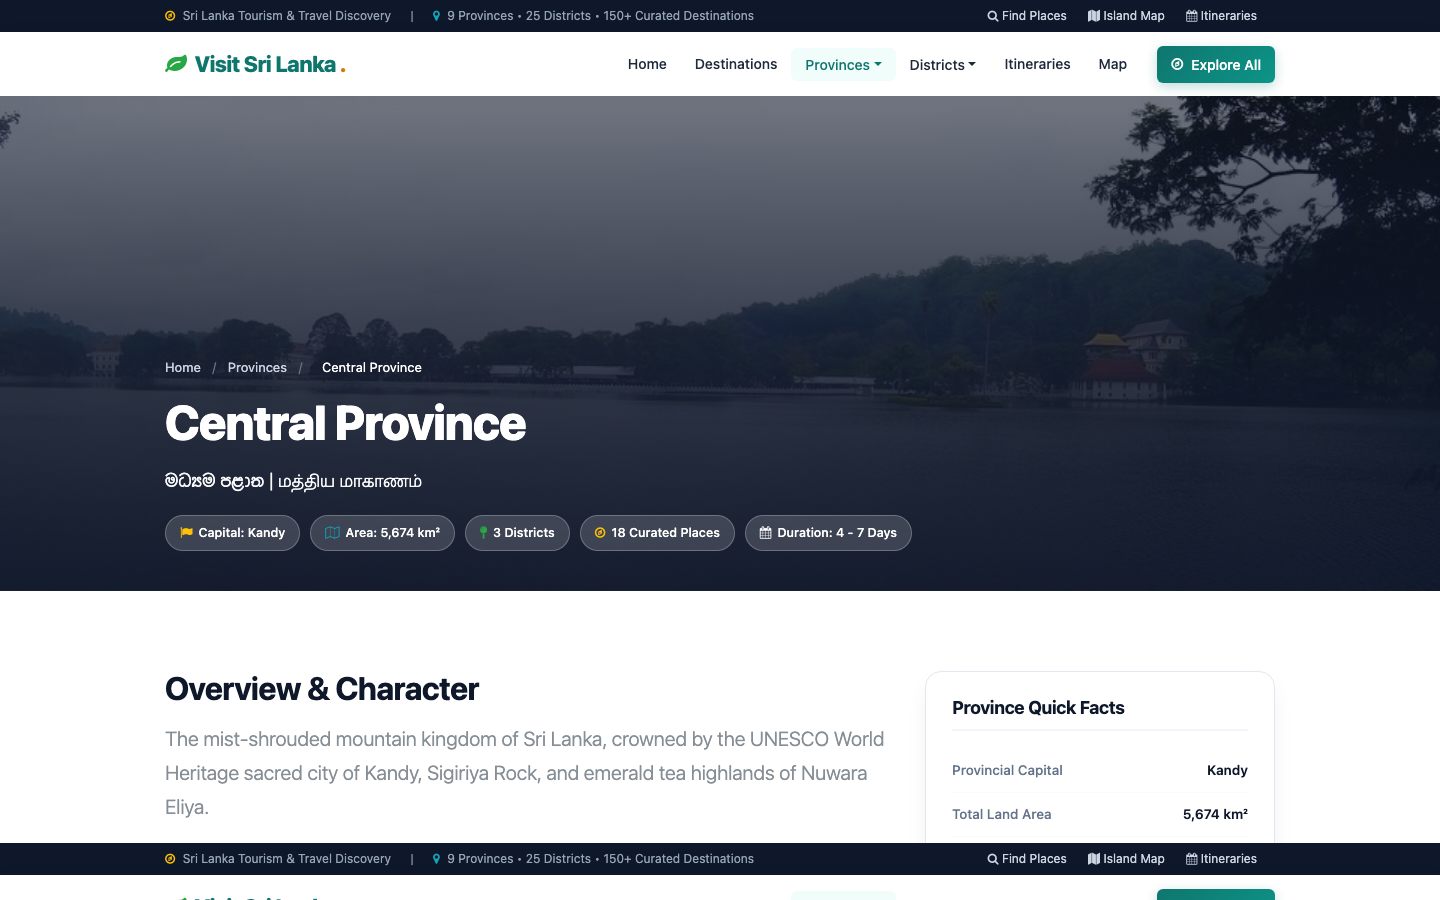 Sri Lanka Tourism & Travel Discovery | 9 Provinces • 25 Districts • 150+ Curated Destinations Find Places Island Map Itineraries
Visit Sri Lanka . Home Destinations Provinces Districts Itineraries Map Explore All
Home / Provinces / Central Province
Central Province
මධ්‍යම පළාත | மத்திய மாகாணம்
Capital: Kandy Area: 5,674 km² 3 Districts 18 Curated Places Duration: 4 - 7 Days
Overview & Character
The mist-shrouded mountain kingdom of Sri Lanka, crowned by the UNESCO World
Heritage sacred city of Kandy, Sigiriya Rock, and emerald tea highlands of Nuwara
Eliya.
Province Quick Facts
Provincial Capital Kandy
Total Land Area 5,674 km²
Sri Lanka Tourism & Travel Discovery | 9 Provinces • 25 Districts • 150+ Curated Destinations Find Places Island Map Itineraries